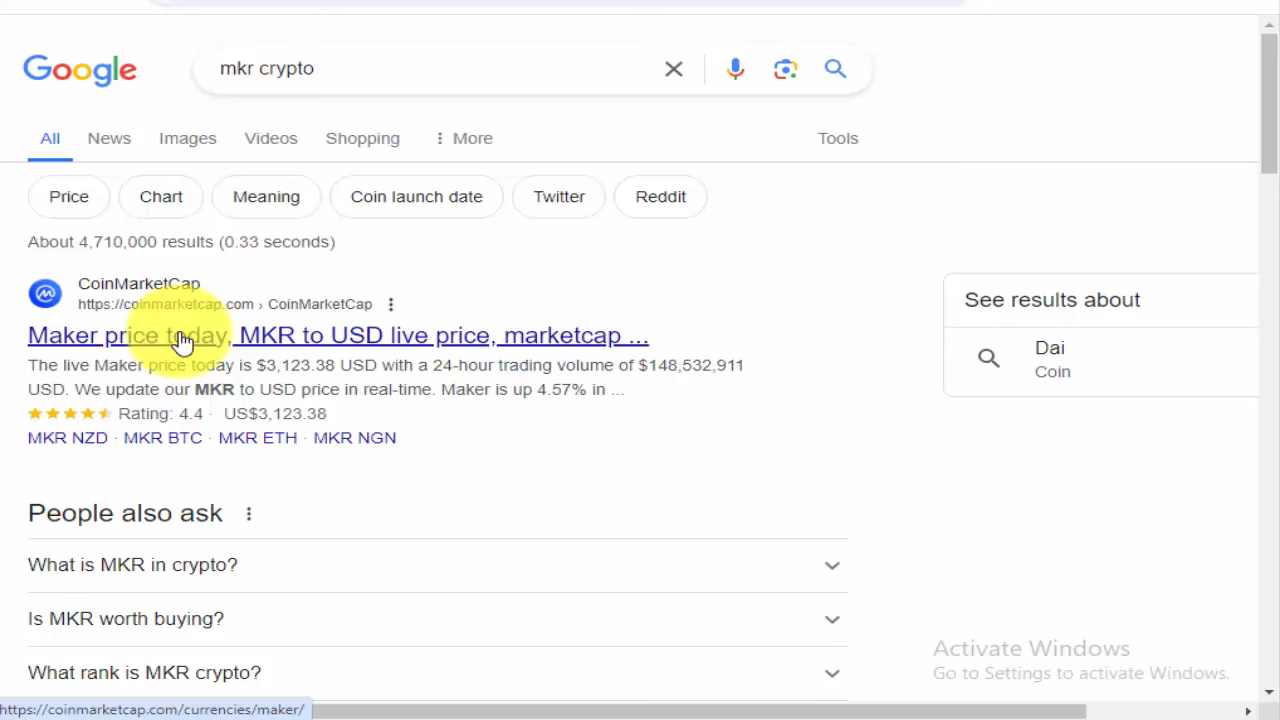 Google
mkr crypto
All News Images Videos Shopping More Tools
Price Chart Meaning Coin launch date Twitter Reddit
About 4,710,000 results (0.33 seconds)
CoinMarketCap
https://coinmarketcap.com › CoinMarketCap
Maker price today, MKR to USD live price, marketcap ...
The live Maker price today is $3,123.38 USD with a 24-hour trading volume of $148,532,911
USD. We update our MKR to USD price in real-time. Maker is up 4.57% in ...
Rating: 4.4 · US$3,123.38
MKR NZD · MKR BTC · MKR ETH · MKR NGN
See results about
Dai
Coin
People also ask
What is MKR in crypto?
Is MKR worth buying?
What rank is MKR crypto?
Activate Windows
Go to Settings to activate Windows.
https://coinmarketcap.com/currencies/maker/